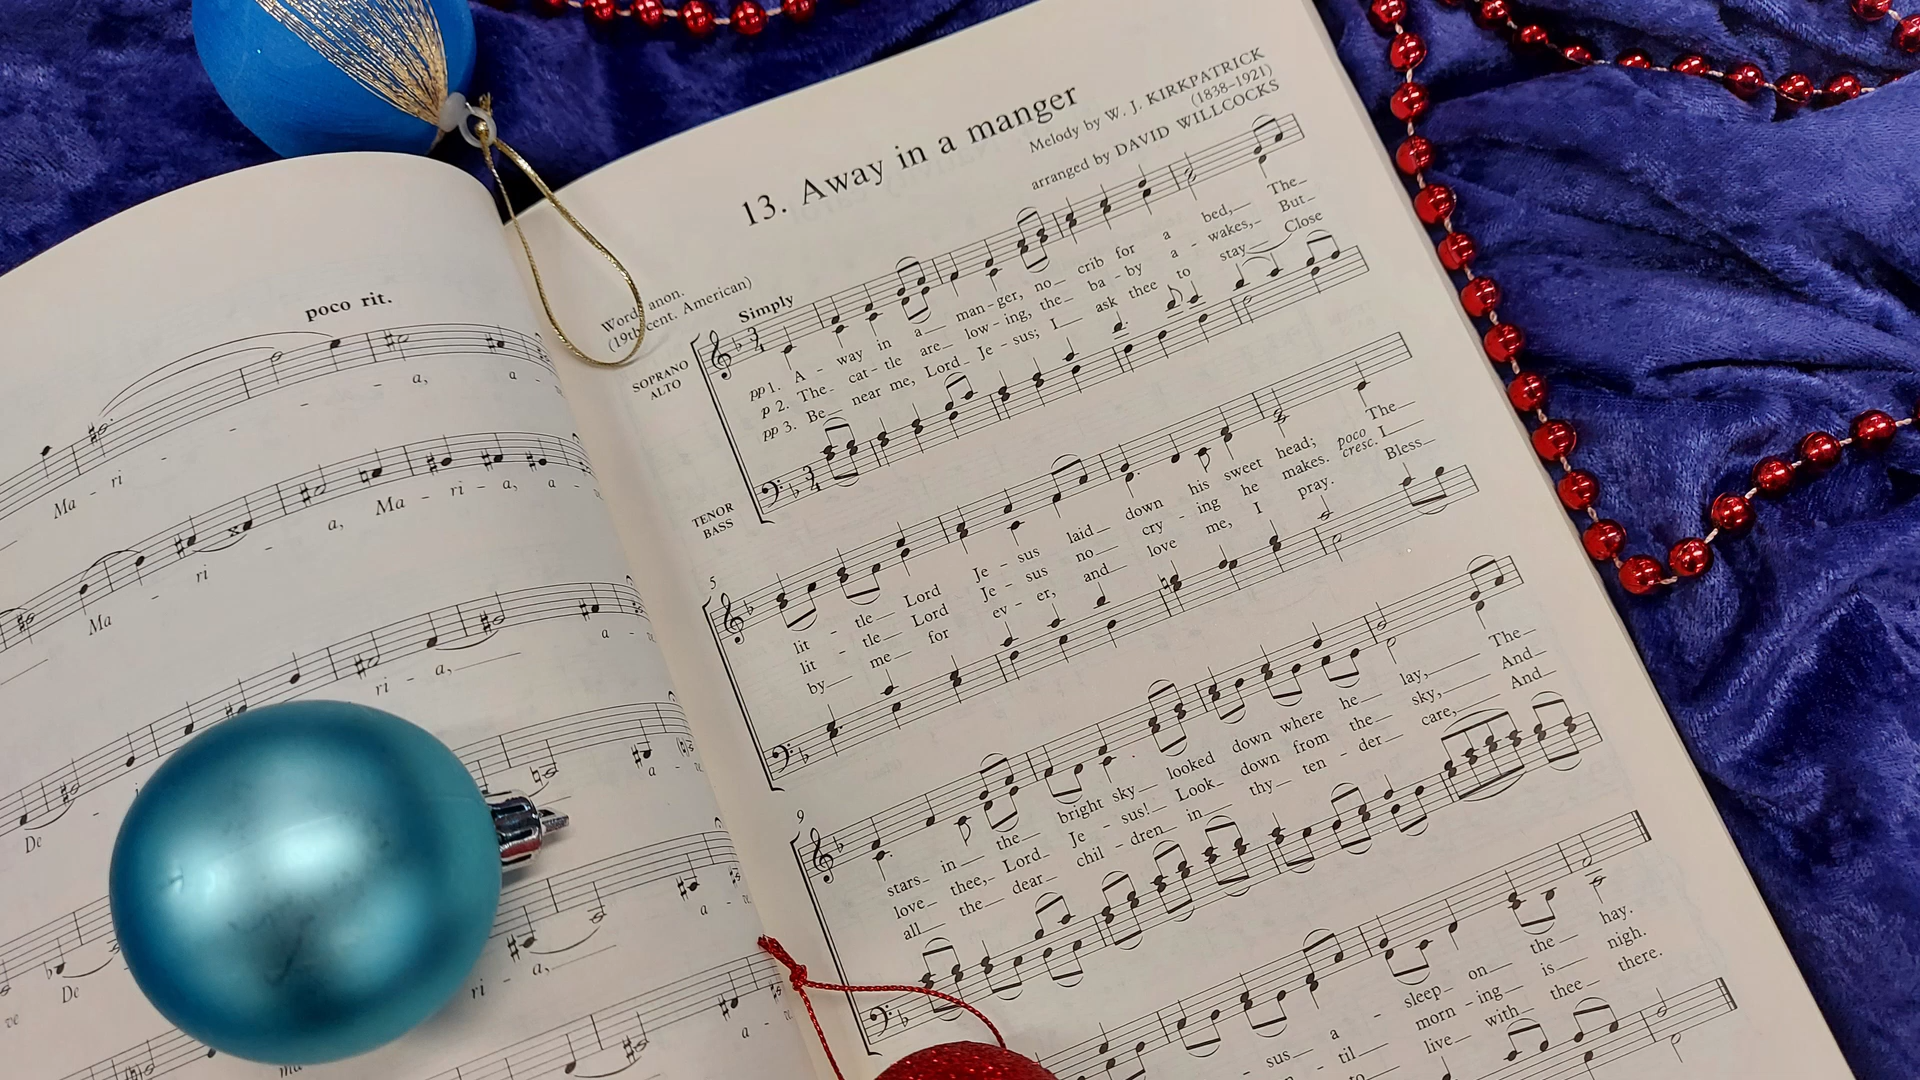 poco rit.
- a, a -
Ma - ri -
a, Ma - ri - a, a -
Ma - ri -
ri - a, a -
De
a -
De ri - a, a -
ve
a -
13. Away in a manger
Melody by W. J. KIRKPATRICK
(1838–1921)
arranged by DAVID WILLCOCKS
Words anon.
(19th cent. American)
Simply
SOPRANO
ALTO
pp 1. A - way in a man - ger, no crib for a bed, The
p 2. The cat - tle are low - ing, the ba - by a - wakes, But
pp 3. Be near me, Lord Je - sus; I ask thee to stay Close
TENOR
BASS
5
lit - tle Lord Je - sus laid down his sweet head; The
lit - tle Lord Je - sus no cry - ing he makes. poco cresc. I
by me for ev - er, and love me, I pray. Bless
9
stars in the bright sky looked down where he lay, The
love thee, Lord Je - sus! Look down from the sky, And
all the dear chil - dren in thy ten - der care, And
sus a - sleep on the hay.
til morn - ing is nigh.
to live with thee there.